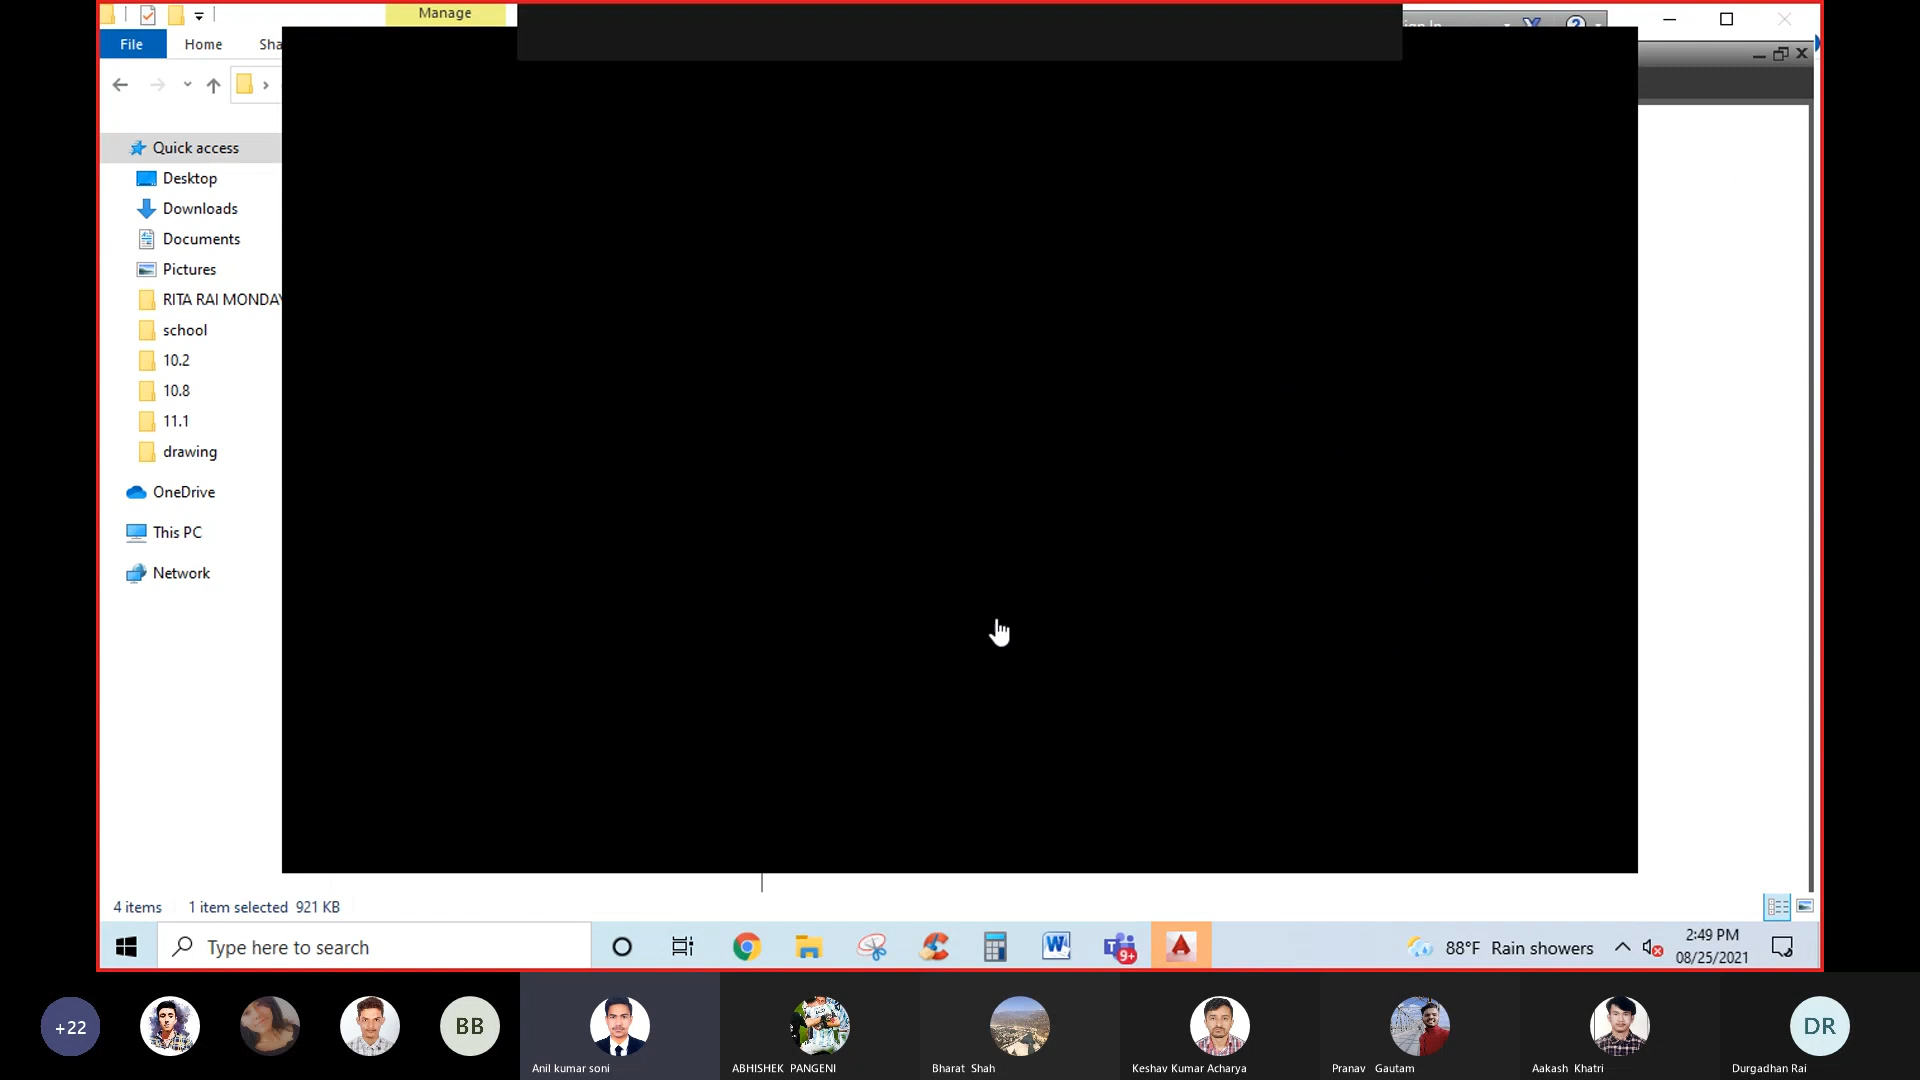 Manage
File Home Sha
Quick access
Desktop
Downloads
Documents
Pictures
RITA RAI MONDAY
school
10.2
10.8
11.1
drawing
OneDrive
This PC
Network
4 items 1 item selected 921 KB
Type here to search
9+
88°F Rain showers
2:49 PM
08/25/2021
+22
BB
DR
Anil kumar soni
ABHISHEK PANGENI
Bharat Shah
Keshav Kumar Acharya
Pranav Gautam
Aakash Khatri
Durgadhan Rai